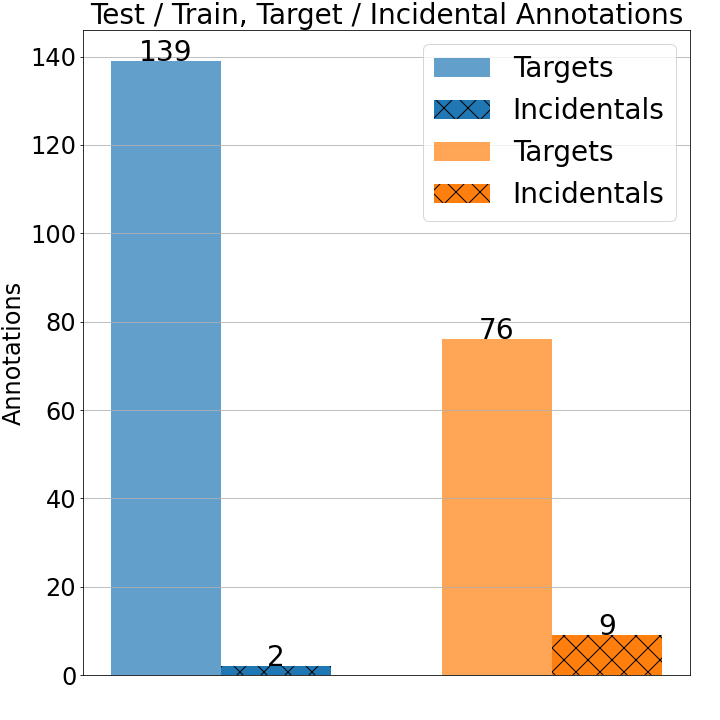 Test / Train, Target / Incidental Annotations
140
120
100
80
60
40
20
0
Annotations
139
2
76
9
Targets
Incidentals
Targets
Incidentals